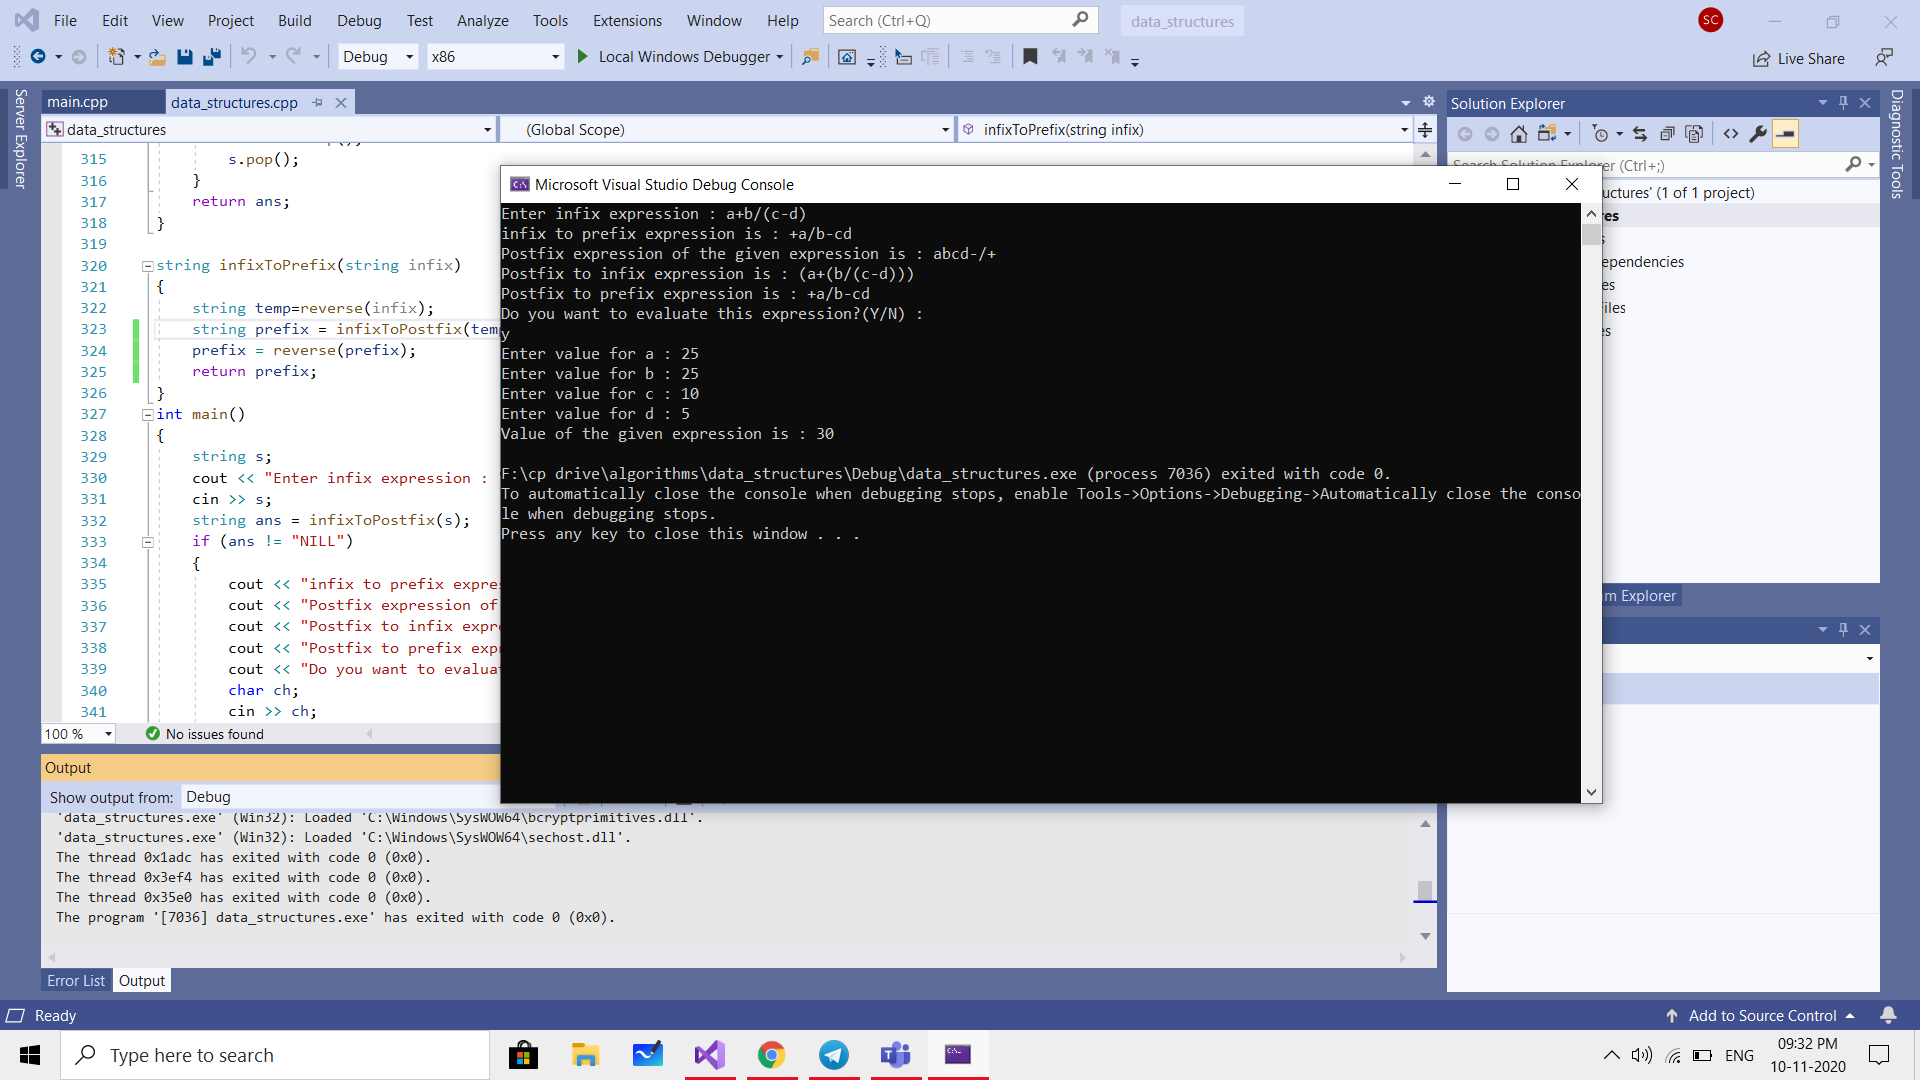 File Edit View Project Build Debug Test Analyze Tools Extensions Window Help Search (Ctrl+Q) data_structures SC
Debug x86 Local Windows Debugger Live Share
Server Explorer
main.cpp data_structures.cpp
data_structures (Global Scope) infixToPrefix(string infix)
315 s.pop();
316 }
317 return ans;
318 }
319
320 string infixToPrefix(string infix)
321 {
322 string temp=reverse(infix);
323 string prefix = infixToPostfix(tem
324 prefix = reverse(prefix);
325 return prefix;
326 }
327 int main()
328 {
329 string s;
330 cout << "Enter infix expression :
331 cin >> s;
332 string ans = infixToPostfix(s);
333 if (ans != "NILL")
334 {
335 cout << "infix to prefix expre
336 cout << "Postfix expression of
337 cout << "Postfix to infix expr
338 cout << "Postfix to prefix exp
339 cout << "Do you want to evalua
340 char ch;
341 cin >> ch;
100 % No issues found
Microsoft Visual Studio Debug Console
Enter infix expression : a+b/(c-d)
infix to prefix expression is : +a/b-cd
Postfix expression of the given expression is : abcd-/+
Postfix to infix expression is : (a+(b/(c-d)))
Postfix to prefix expression is : +a/b-cd
Do you want to evaluate this expression?(Y/N) :
y
Enter value for a : 25
Enter value for b : 25
Enter value for c : 10
Enter value for d : 5
Value of the given expression is : 30
F:\cp drive\algorithms\data_structures\Debug\data_structures.exe (process 7036) exited with code 0.
To automatically close the console when debugging stops, enable Tools->Options->Debugging->Automatically close the conso
le when debugging stops.
Press any key to close this window . . .
Solution Explorer
Search Solution Explorer (Ctrl+;)
uctures' (1 of 1 project)
res
s
ependencies
es
Files
es
m Explorer
Diagnostic Tools
Output
Show output from: Debug
'data_structures.exe' (Win32): Loaded 'C:\Windows\SysWOW64\bcryptprimitives.dll'.
'data_structures.exe' (Win32): Loaded 'C:\Windows\SysWOW64\sechost.dll'.
The thread 0x1adc has exited with code 0 (0x0).
The thread 0x3ef4 has exited with code 0 (0x0).
The thread 0x35e0 has exited with code 0 (0x0).
The program '[7036] data_structures.exe' has exited with code 0 (0x0).
Error List Output
Ready Add to Source Control
Type here to search ENG 09:32 PM
10-11-2020